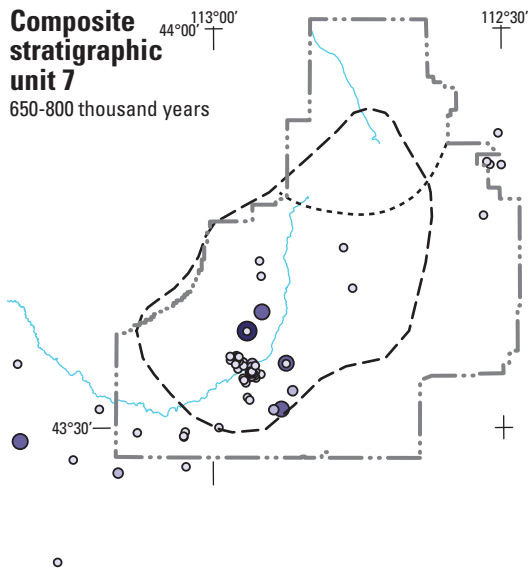 Composite
stratigraphic
unit 7
650-800 thousand years
113°00′
44°00′
112°30′
43°30′